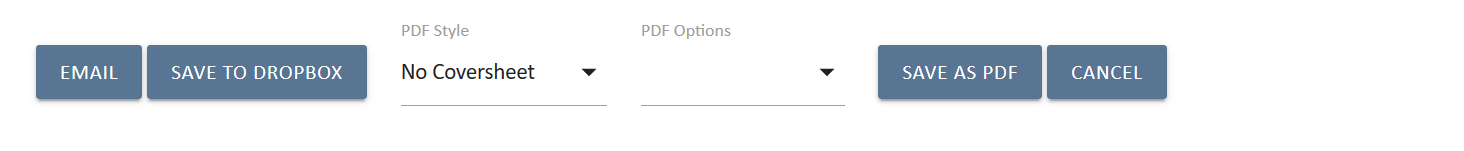 PDF Style
PDF Options
EMAIL
SAVE TO DROPBOX
No Coversheet
SAVE AS PDF
CANCEL